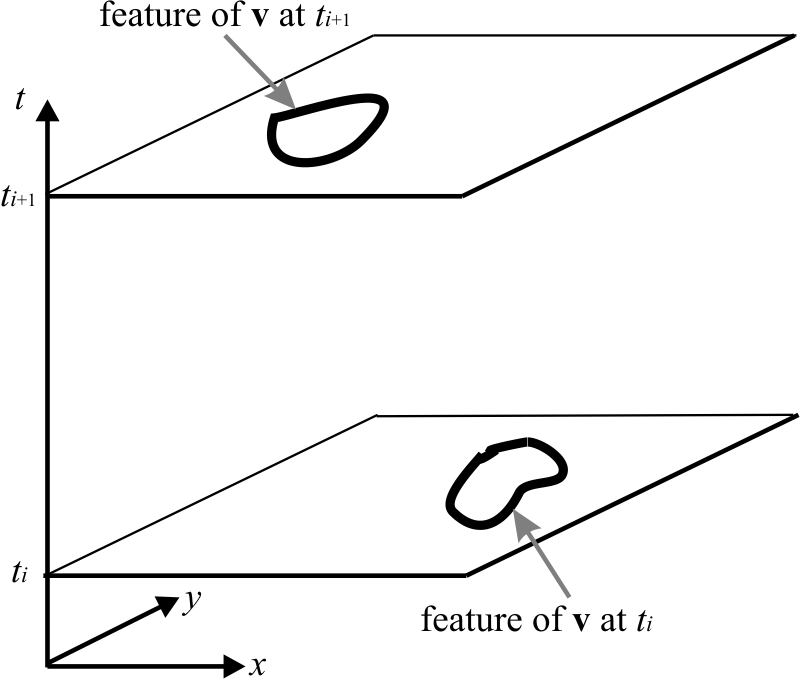 feature of v at ti+1
t
ti+1
ti
y
feature of v at ti
x